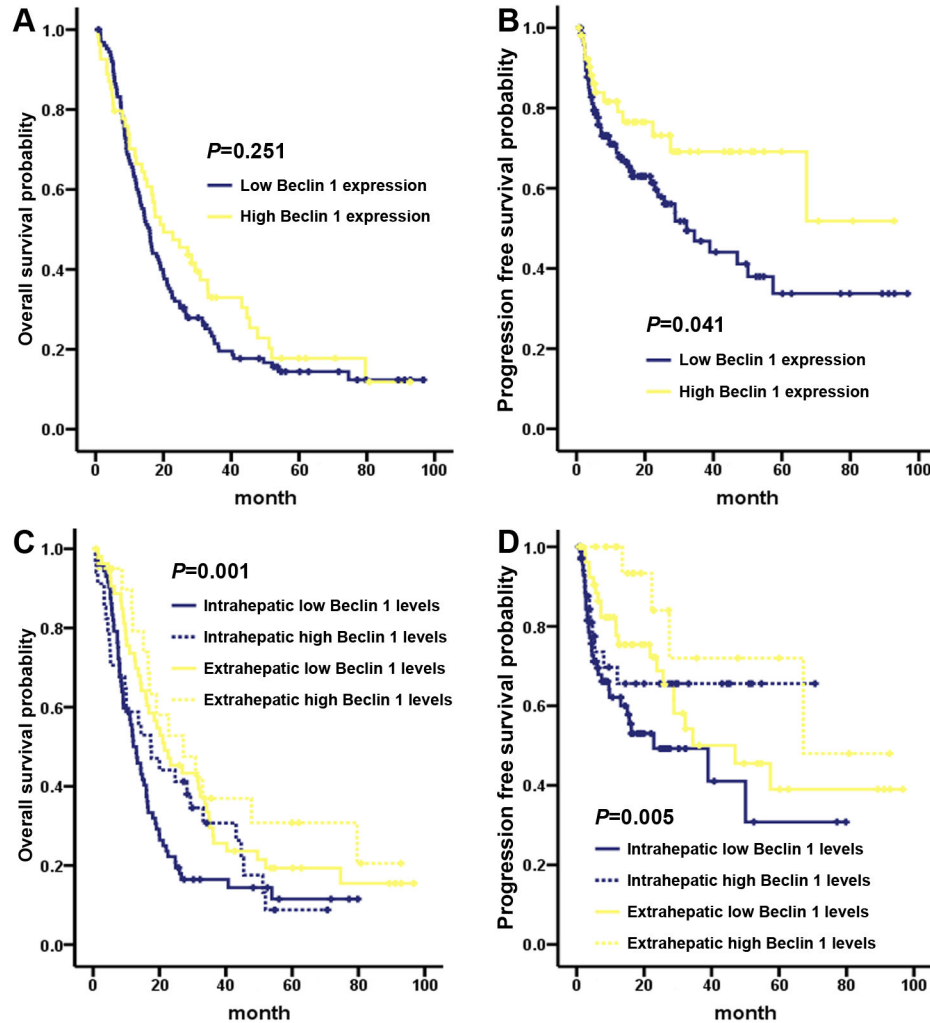 A
Overall survival probablity
1.0
0.8
0.6
0.4
0.2
0.0
P=0.251
Low Beclin 1 expression
High Beclin 1 expression
0 20 40 60 80 100
month
B
Progression free survival probablity
1.0
0.8
0.6
0.4
0.2
0.0
P=0.041
Low Beclin 1 expression
High Beclin 1 expression
0 20 40 60 80 100
month
C
Overall survival probablity
1.0
0.8
0.6
0.4
0.2
0.0
P=0.001
Intrahepatic low Beclin 1 levels
Intrahepatic high Beclin 1 levels
Extrahepatic low Beclin 1 levels
Extrahepatic high Beclin 1 levels
0 20 40 60 80 100
month
D
Progression free survival probablity
1.0
0.8
0.6
0.4
0.2
0.0
P=0.005
Intrahepatic low Beclin 1 levels
Intrahepatic high Beclin 1 levels
Extrahepatic low Beclin 1 levels
Extrahepatic high Beclin 1 levels
0 20 40 60 80 100
month